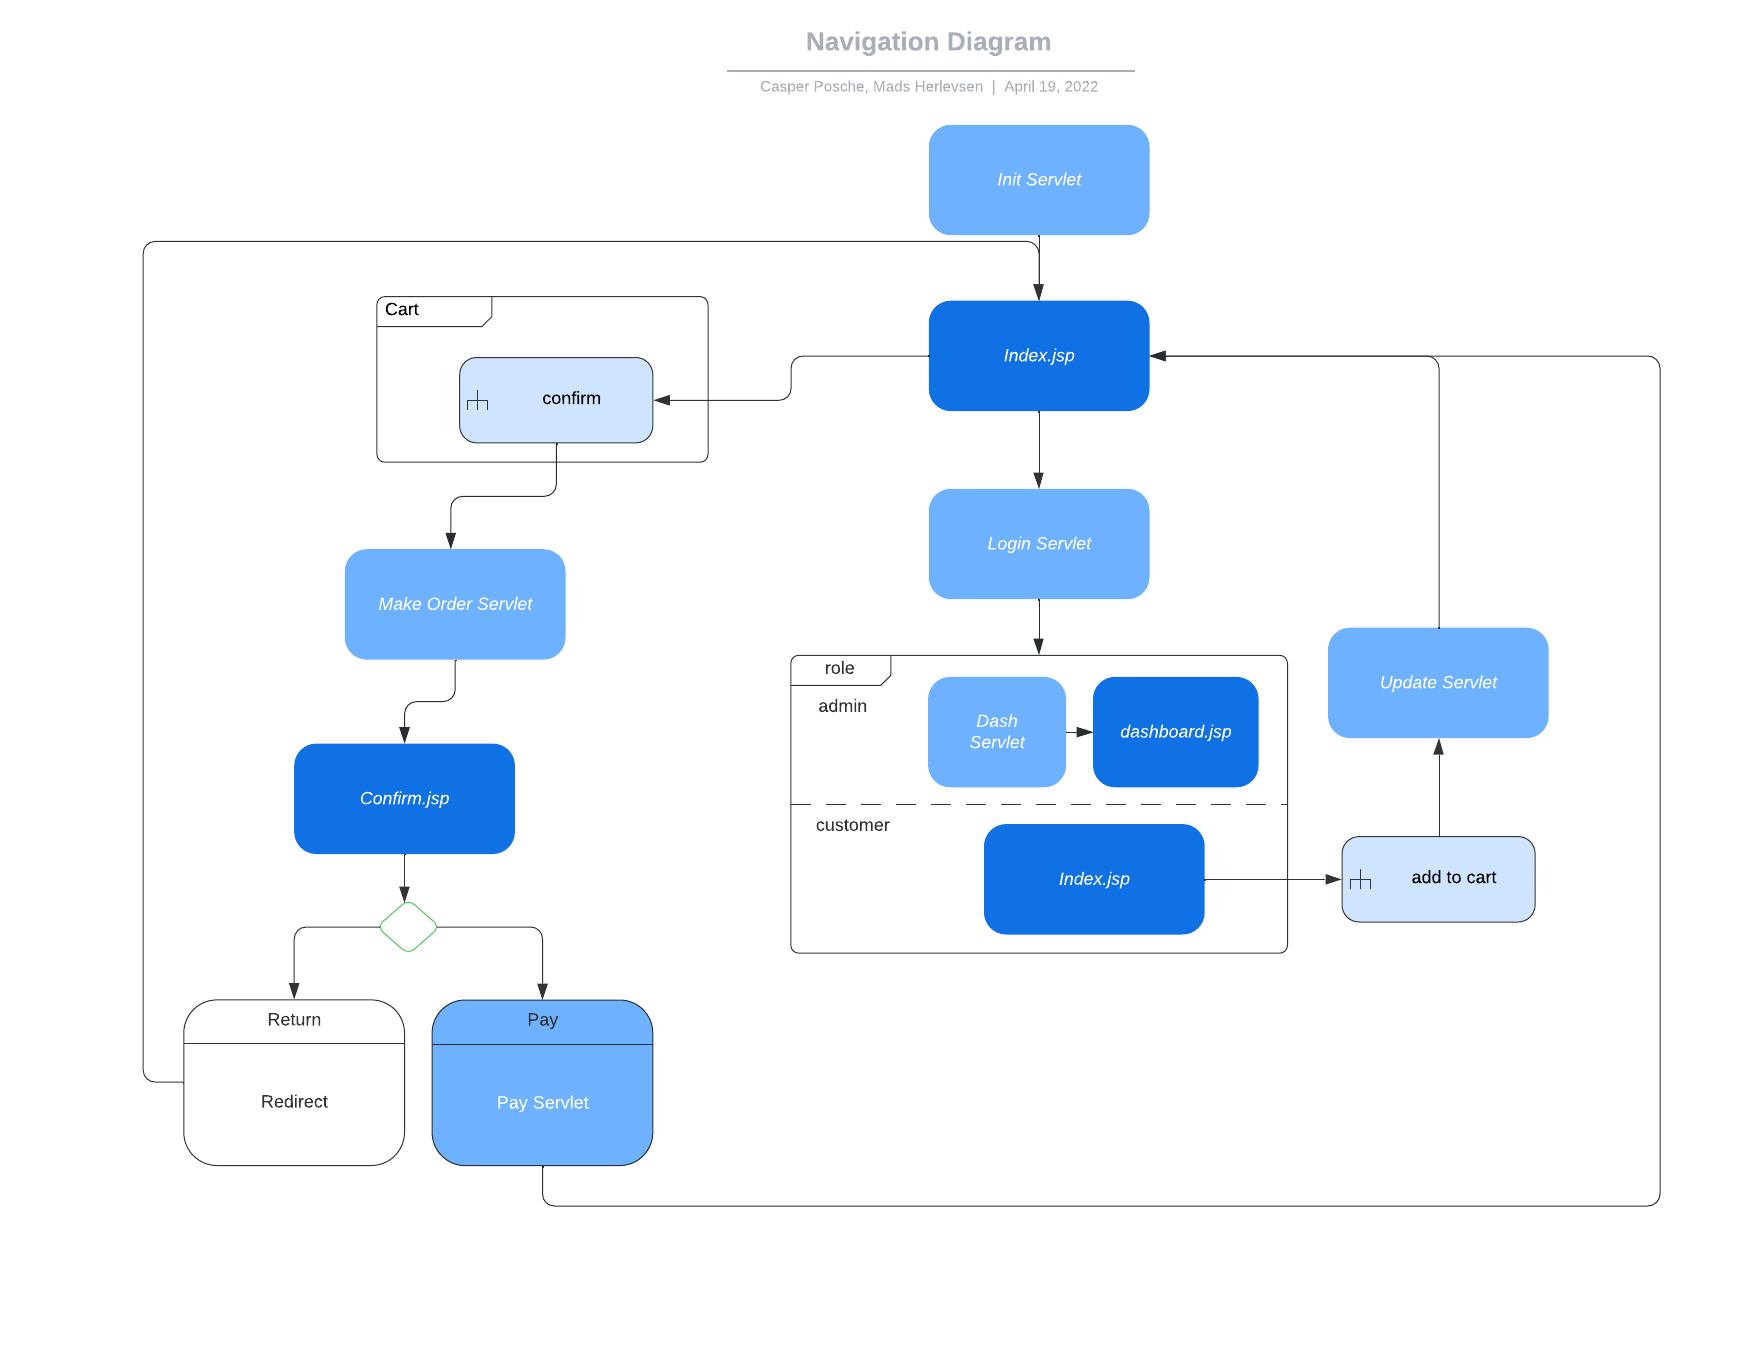 Navigation Diagram
Casper Posche, Mads Herlevsen | April 19, 2022
Init Servlet
Cart
confirm
Index.jsp
Login Servlet
Make Order Servlet
role
admin
Dash
Servlet
dashboard.jsp
Update Servlet
customer
Index.jsp
add to cart
Confirm.jsp
Return
Redirect
Pay
Pay Servlet